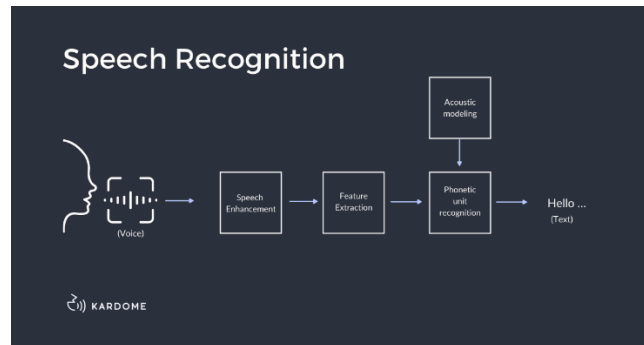 Speech Recognition
Acoustic
modeling
(Voice)
Speech
Enhancement
Feature
Extraction
Phonetic
unit
recognition
Hello ...
(Text)
KARDOME